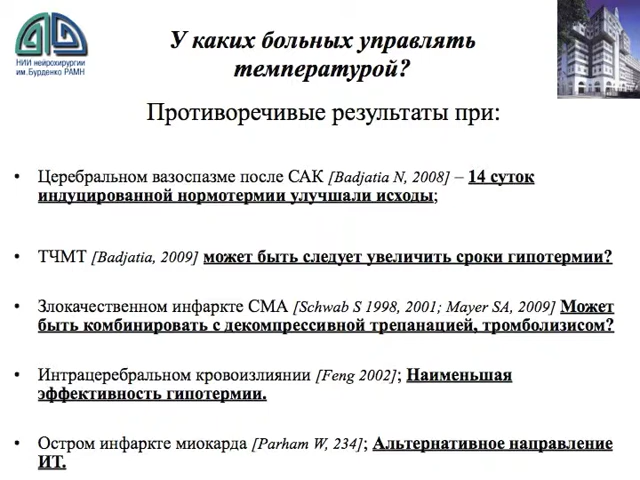 НИИ нейрохирургии
им.Бурденко РАМН
У каких больных управлять
температурой?
Противоречивые результаты при:
• Церебральном вазоспазме после САК [Badjatia N, 2008] – 14 суток
индуцированной нормотермии улучшали исходы;
• ТЧМТ [Badjatia, 2009] может быть следует увеличить сроки гипотермии?
• Злокачественном инфаркте СМА [Schwab S 1998, 2001; Mayer SA, 2009] Может
быть комбинировать с декомпрессивной трепанацией, тромболизисом?
• Интрацеребральном кровоизлиянии [Feng 2002]; Наименьшая
эффективность гипотермии.
• Остром инфаркте миокарда [Parham W, 234]; Альтернативное направление
ИТ.